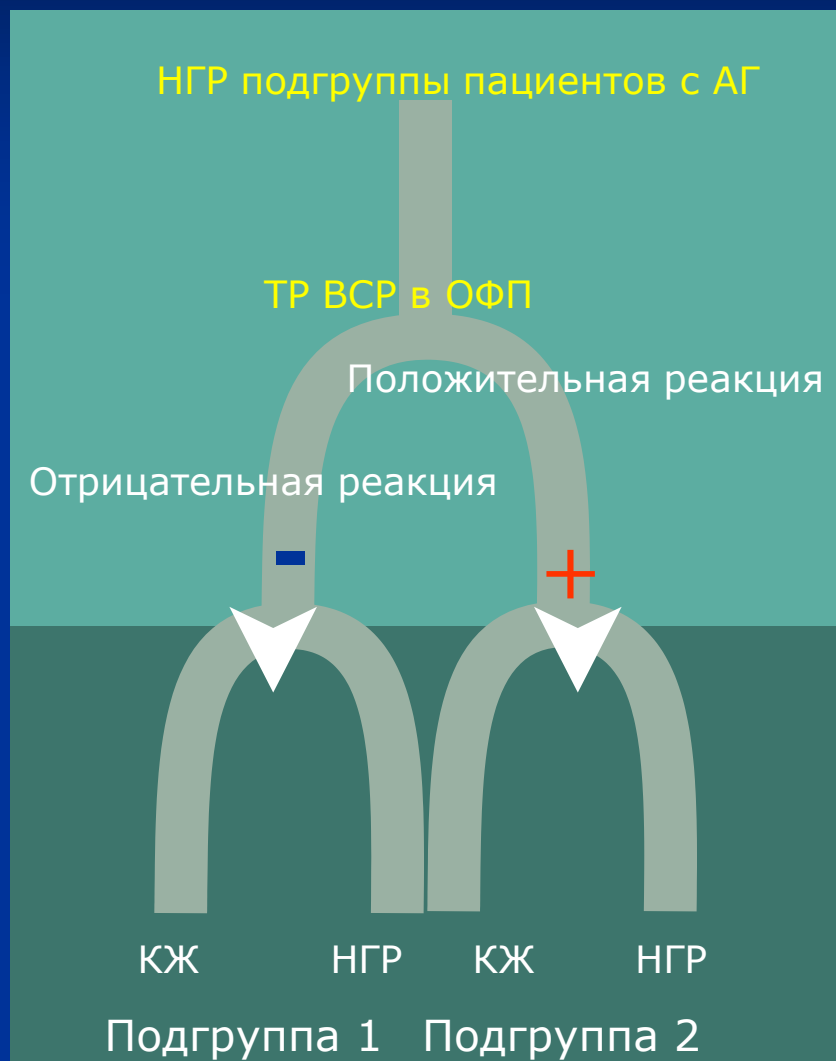 НГР подгруппы пациентов с АГ
ТР ВСР в ОФП
Положительная реакция
Отрицательная реакция
- +
КЖ НГР КЖ НГР
Подгруппа 1 Подгруппа 2